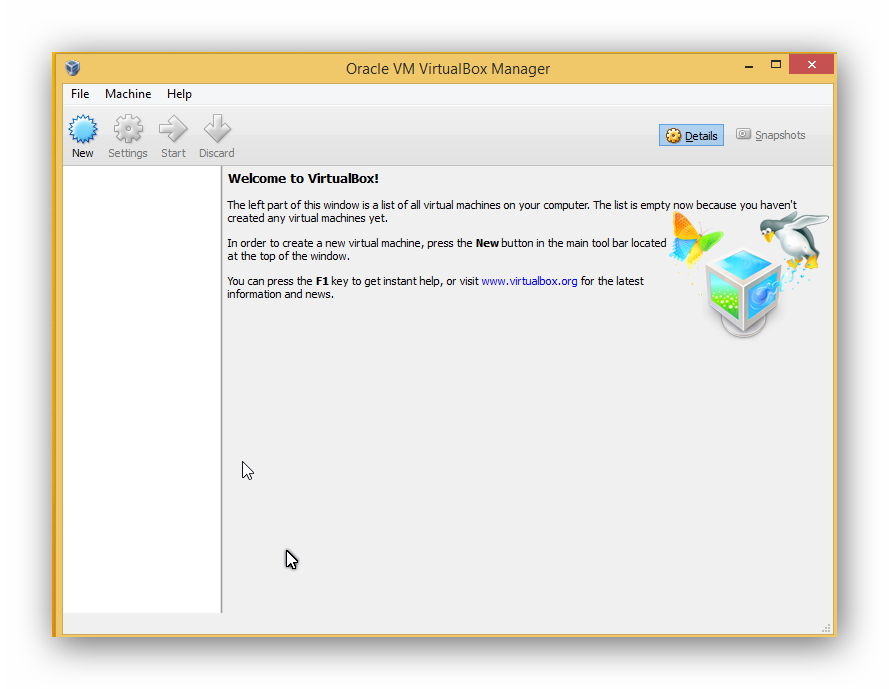 Oracle VM VirtualBox Manager
File Machine Help
New Settings Start Discard
Details Snapshots
Welcome to VirtualBox!
The left part of this window is a list of all virtual machines on your computer. The list is empty now because you haven't
created any virtual machines yet.
In order to create a new virtual machine, press the New button in the main tool bar located
at the top of the window.
You can press the F1 key to get instant help, or visit www.virtualbox.org for the latest
information and news.